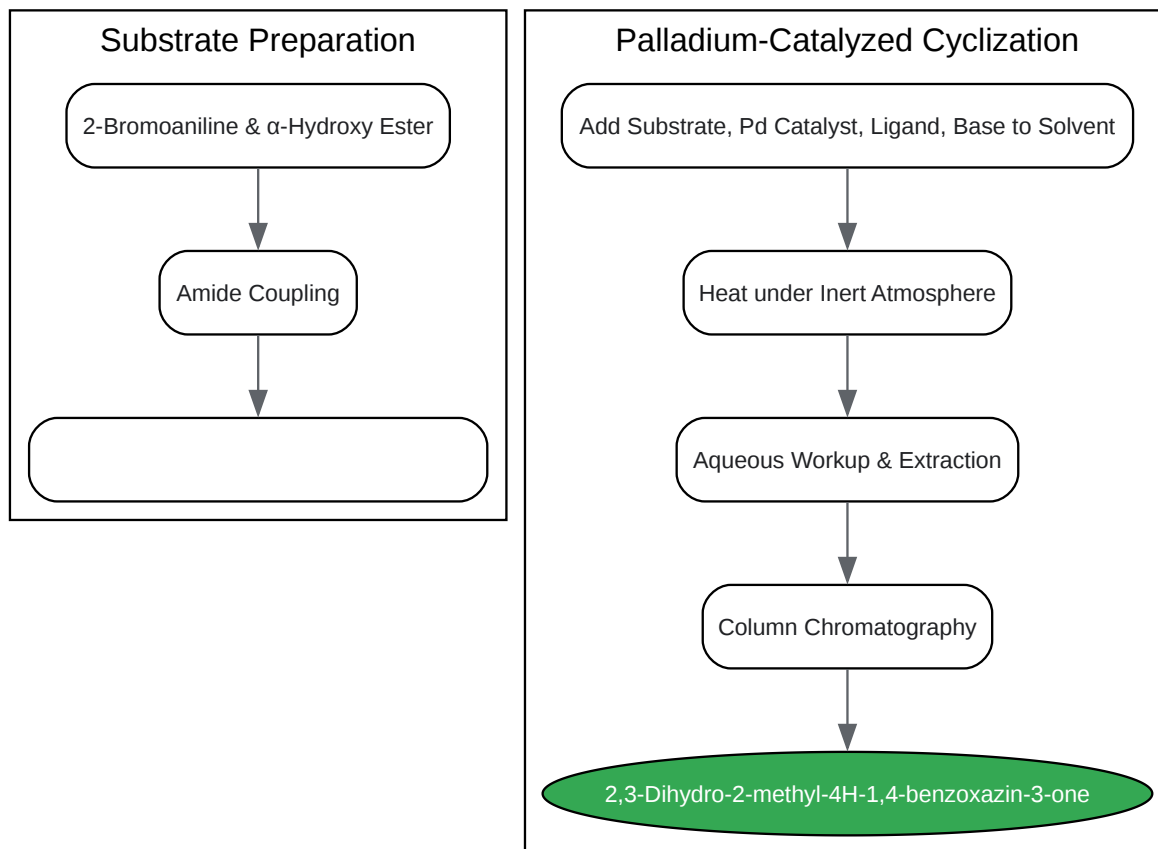 Substrate Preparation
2-Bromoaniline & α-Hydroxy Ester
Amide Coupling
Palladium-Catalyzed Cyclization
Add Substrate, Pd Catalyst, Ligand, Base to Solvent
Heat under Inert Atmosphere
Aqueous Workup & Extraction
Column Chromatography
2,3-Dihydro-2-methyl-4H-1,4-benzoxazin-3-one